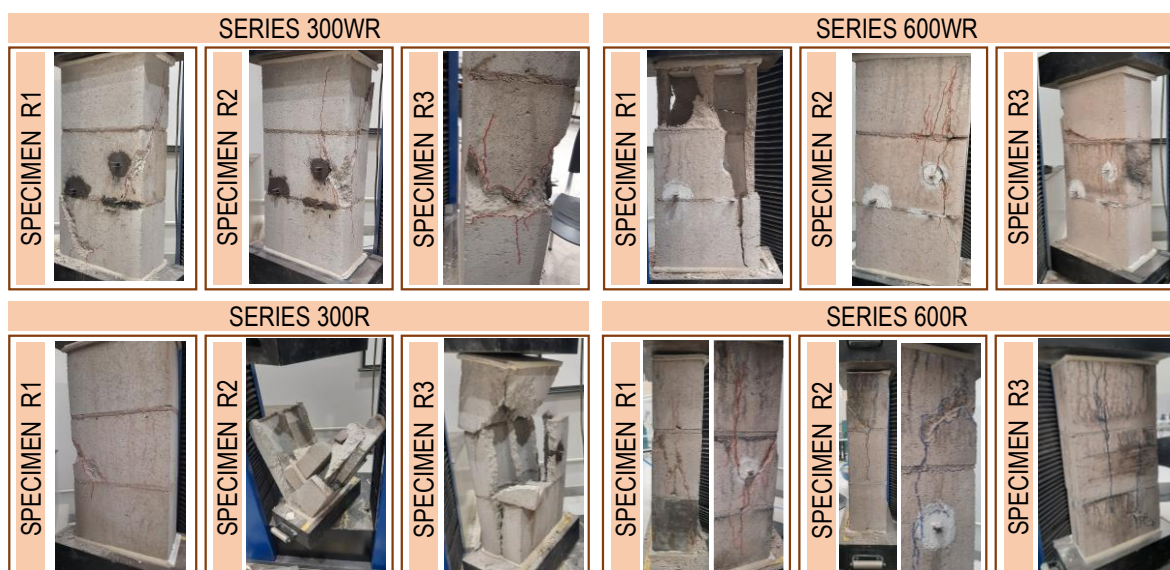 SERIES 300WR
SERIES 600WR
SPECIMEN R1
SPECIMEN R2
SPECIMEN R3
SPECIMEN R1
SPECIMEN R2
SPECIMEN R3
SERIES 300R
SERIES 600R
SPECIMEN R1
SPECIMEN R2
SPECIMEN R3
SPECIMEN R1
SPECIMEN R2
SPECIMEN R3